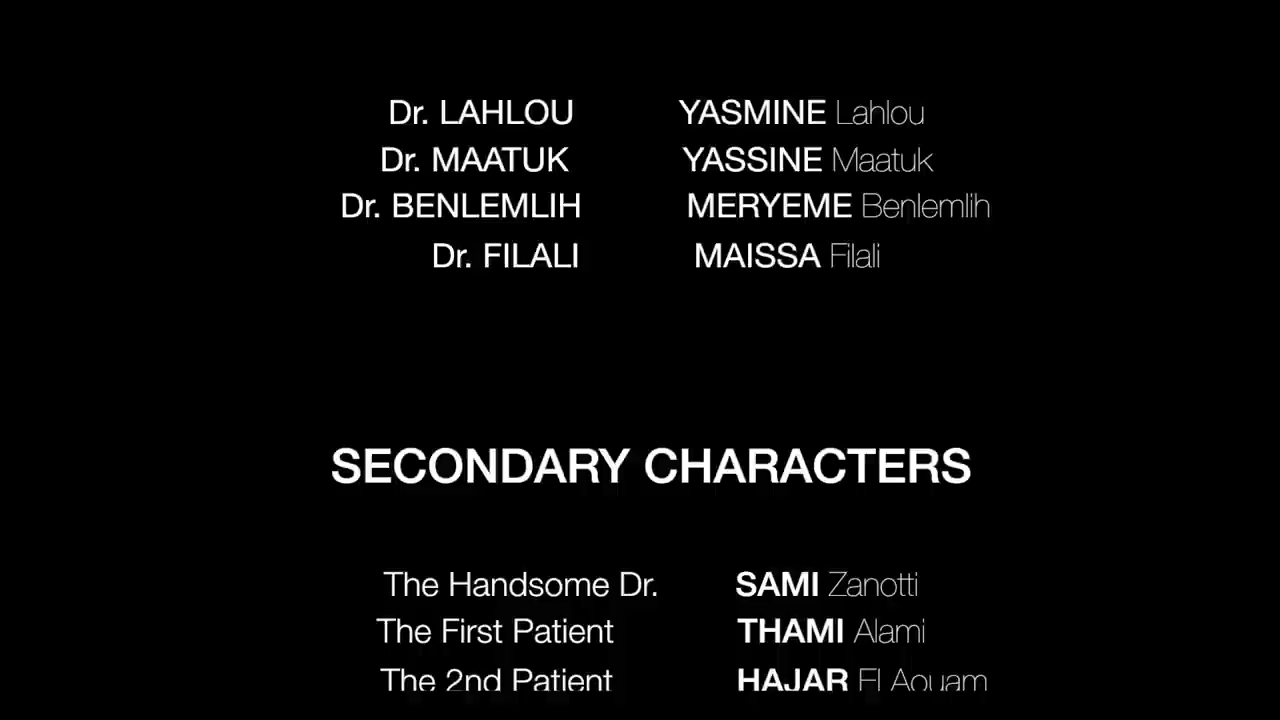 Dr. LAHLOU YASMINE Lahlou
Dr. MAATUK YASSINE Maatuk
Dr. BENLEMLIH MERYEME Benlemlih
Dr. FILALI MAISSA Filali
SECONDARY CHARACTERS
The Handsome Dr. SAMI Zanotti
The First Patient THAMI Alami
The 2nd Patient HAJAR El Aouam